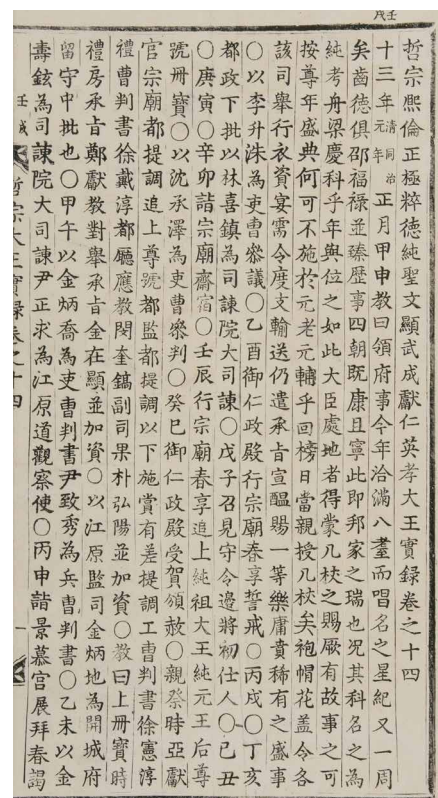 壬戌
哲宗熙倫正極粹德純聖文顯武成獻仁英孝大王實錄卷之十四
十三年清同治元年正月甲申教曰領府事今年洽滿八耋而唱名之星紀又一周
矣齒德俱卲福祿並臻歷事四朝既康且寧此即邦家之瑞也況其科名之為
純考舟梁慶科乎年與位之如此大臣處地者得蒙几杖之賜厥有故事之可
按尊年盛典何可不施於元老元輔乎回榜日當親授几杖矣袍帽花盖令各
該司舉行衣資宴需令度支輸送仍遣承旨宣醞賜一等樂庸賁稀有之盛事
○以李升洙為吏曹參議○乙酉御仁政殿行宗廟春享誓戒○丙戌○丁亥
都政下批以林喜鎮為司諫院大司諫○戊子召見守令邊將初仕人○己丑
○庚寅○辛卯詣宗廟齋宿○壬辰行宗廟春享追上純祖大王純元王后尊
號冊寶○以沈承澤為吏曹參判○癸巳御仁政殿受賀頒赦○親祭時亞獻
官宗廟都提調追上尊號都監都提調以下施賞有差提調工曹判書徐憲淳
禮曹判書徐戴淳都廳應教閔奎鎬副司果朴弘陽並加資○教曰上冊寶時
禮房承旨鄭獻教對舉承旨金在顯並加資○以江原監司金炳地為開城府
留守中批也○甲午以金炳喬為吏曹判書尹致秀為兵曹判書○乙未以金
壽鉉為司諫院大司諫尹正求為江原道觀察使○丙申詣景慕宮展拜春謁
壬戌 哲宗大王實錄卷之十四 一